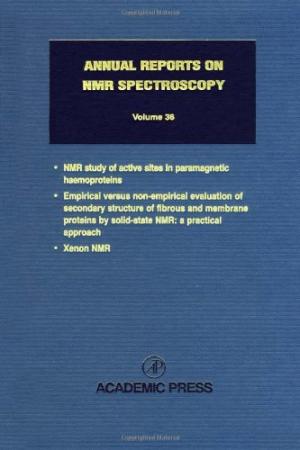 ANNUAL REPORTS ON
NMR SPECTROSCOPY
Volume 36
• NMR study of active sites in paramagnetic
haemoproteins
• Empirical versus non-empirical evaluation of
secondary structure of fibrous and membrane
proteins by solid-state NMR: a practical
approach
• Xenon NMR
AP
ACADEMIC PRESS